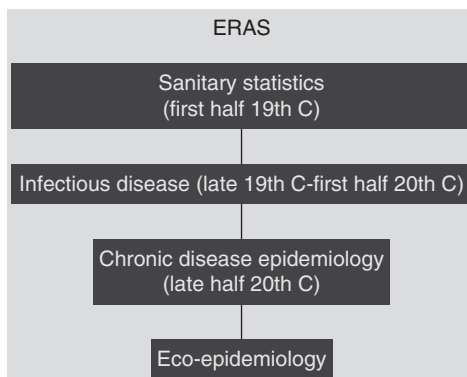 ERAS
Sanitary statistics
(first half 19th C)
Infectious disease (late 19th C-first half 20th C)
Chronic disease epidemiology
(late half 20th C)
Eco-epidemiology